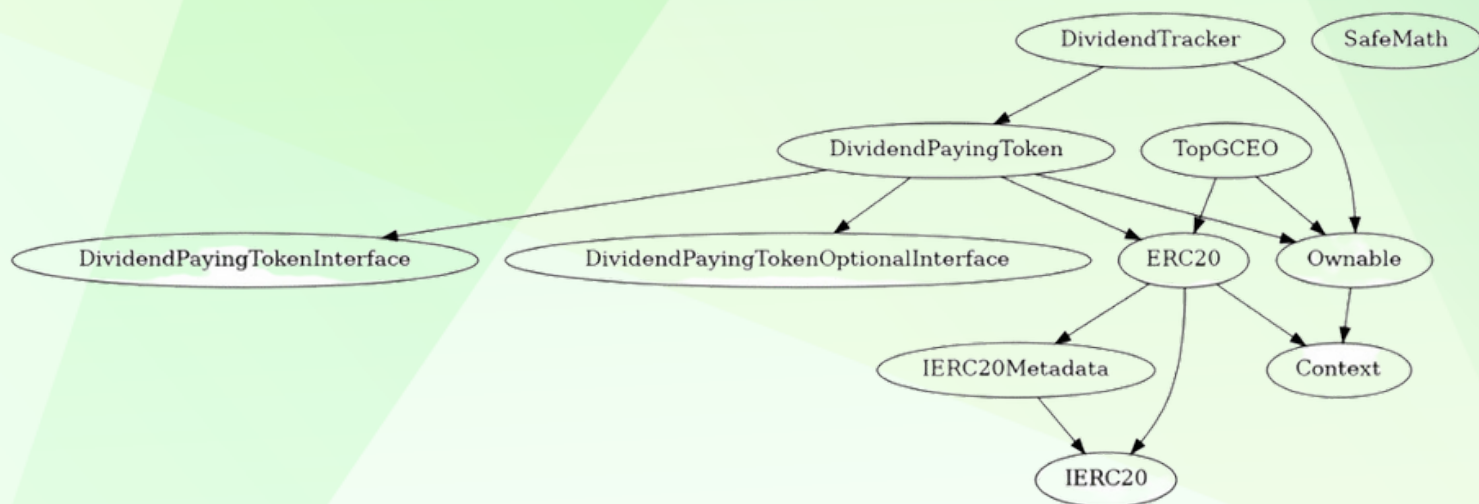 DividendTracker
SafeMath
DividendPayingToken
TopGCEO
DividendPayingTokenInterface
DividendPayingTokenOptionalInterface
ERC20
Ownable
IERC20Metadata
Context
IERC20